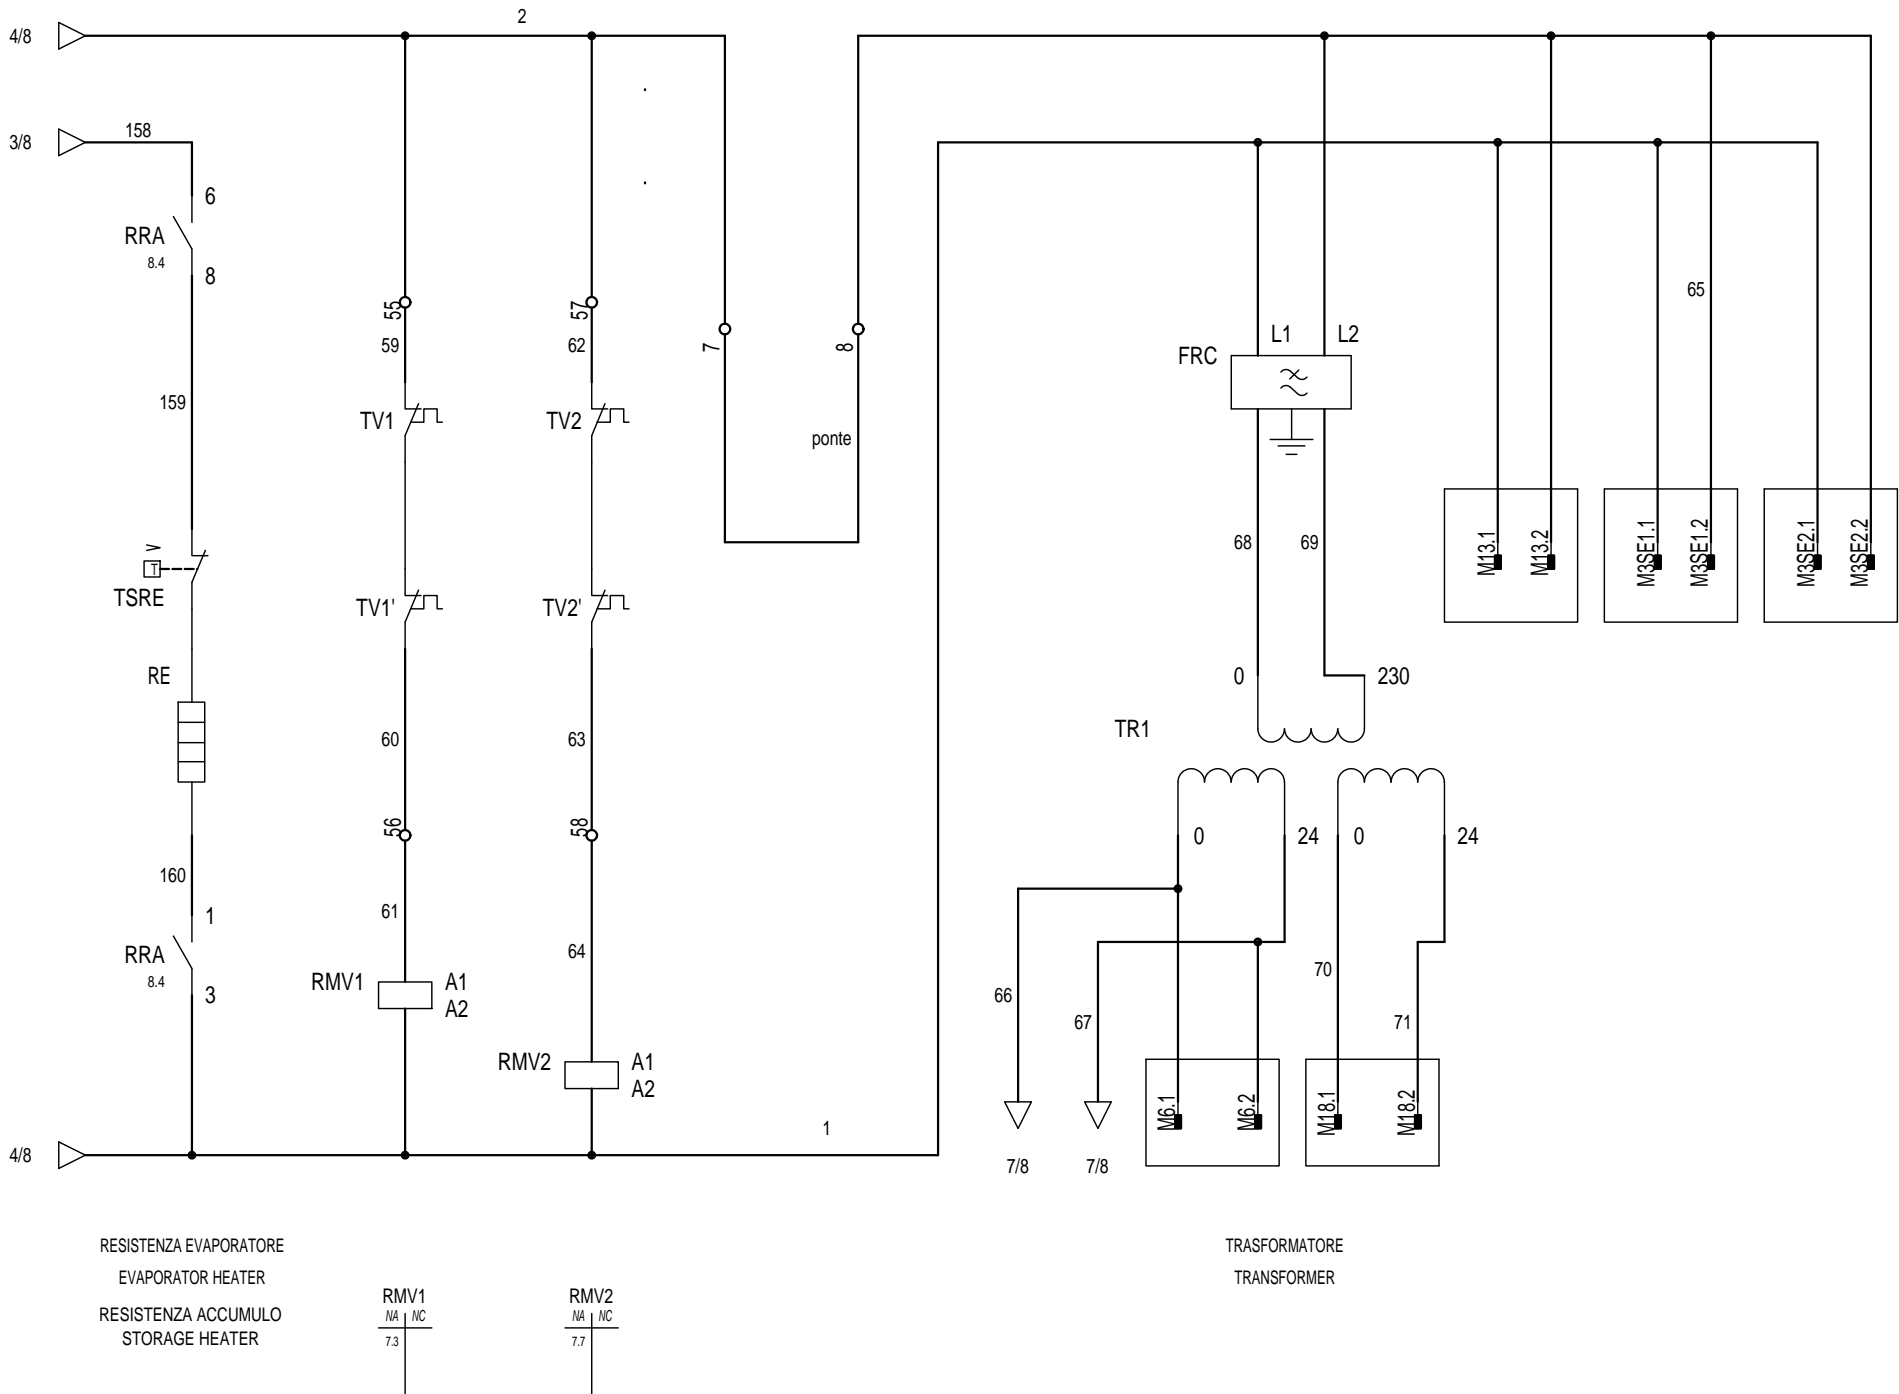 2
4/8
158
3/8
6
RRA
8.4
8
65
55
57
59
62
7
8
L1
L2
FRC
159
TV1
TV2
ponte
68
69
M13.1
M13.2
M3SE1.1
M3SE1.2
M3SE2.1
M3SE2.2
V
T
TSRE
TV1'
TV2'
RE
0
230
TR1
60
63
56
58
0
24
0
24
160
1
61
RRA
8.4
3
64
RMV1
A1
A2
66
67
70
71
RMV2
A1
A2
M6.1
M6.2
M18.1
M18.2
1
4/8
7/8
7/8
RESISTENZA EVAPORATORE
EVAPORATOR HEATER
RESISTENZA ACCUMULO
STORAGE HEATER
TRASFORMATORE
TRANSFORMER
RMV1
NA NC
7.3
RMV2
NA NC
7.7